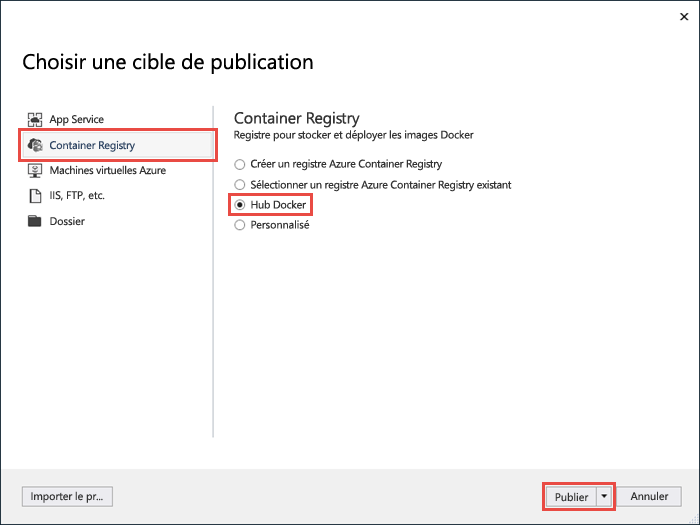 Choisir une cible de publication
App Service
Container Registry
Machines virtuelles Azure
IIS, FTP, etc.
Dossier
Container Registry
Registre pour stocker et déployer les images Docker
Créer un registre Azure Container Registry
Sélectionner un registre Azure Container Registry existant
Hub Docker
Personnalisé
Importer le pr...
Publier
Annuler